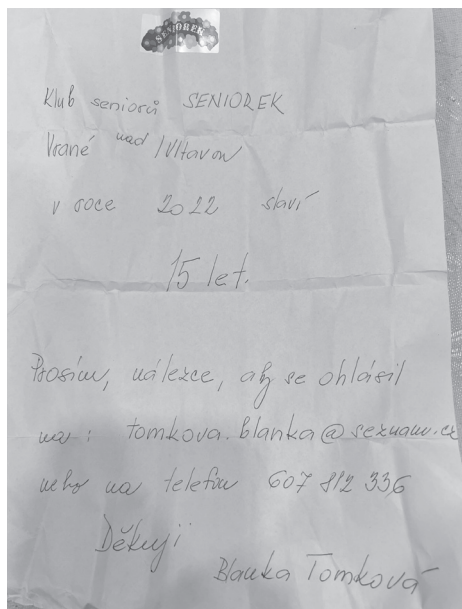 SENIOREK
Klub seniorů SENIOREK
Vrané nad /Vltavou
v roce 2022 slaví
15 let.
Prosím, nálezce, aby se ohlásil
na: tomkova.blanka@seznam.cz
nebo na telefon 607 812 336
Děkuji
Blanka Tomková